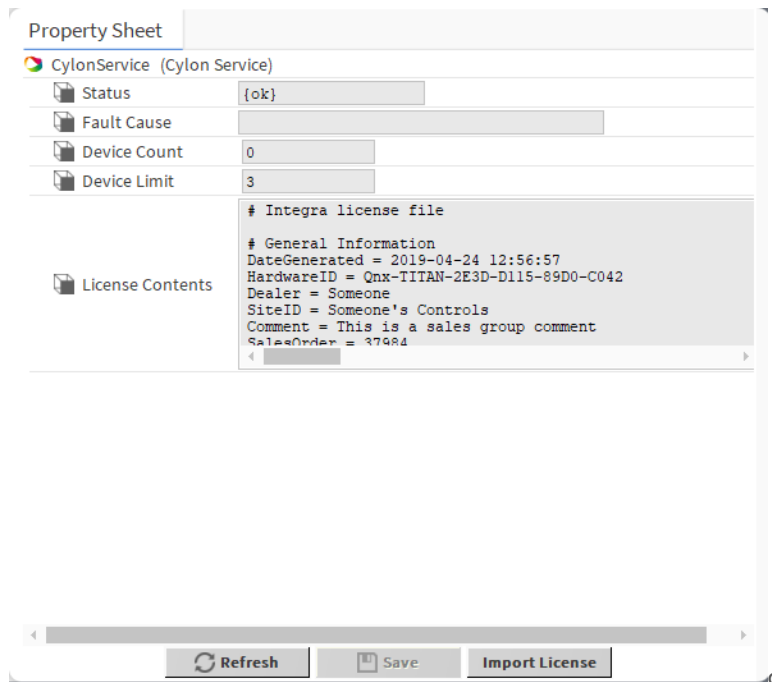 Property Sheet
CylonService (Cylon Service)
Status {ok}
Fault Cause
Device Count 0
Device Limit 3
License Contents
# Integra license file
# General Information
DateGenerated = 2019-04-24 12:56:57
HardwareID = Qnx-TITAN-2E3D-D115-89D0-C042
Dealer = Someone
SiteID = Someone's Controls
Comment = This is a sales group comment
SalesOrder = 37984
Refresh Save Import License